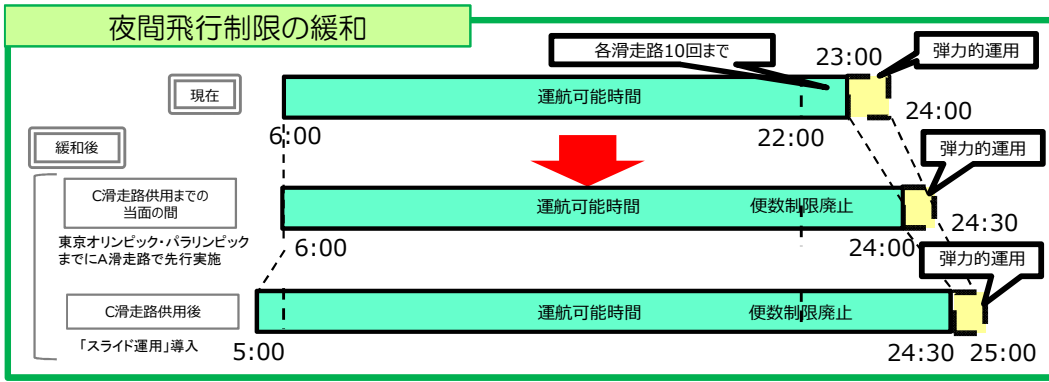 夜間飛行制限の緩和
各滑走路10回まで
23:00
弾力的運用
現在
運航可能時間
6:00
22:00
24:00
緩和後
弾力的運用
C滑走路供用までの
当面の間
運航可能時間
便数制限廃止
東京オリンピック・パラリンピック
までにA滑走路で先行実施
6:00
24:00
24:30
弾力的運用
C滑走路供用後
運航可能時間
便数制限廃止
「スライド運用」導入
5:00
24:30
25:00